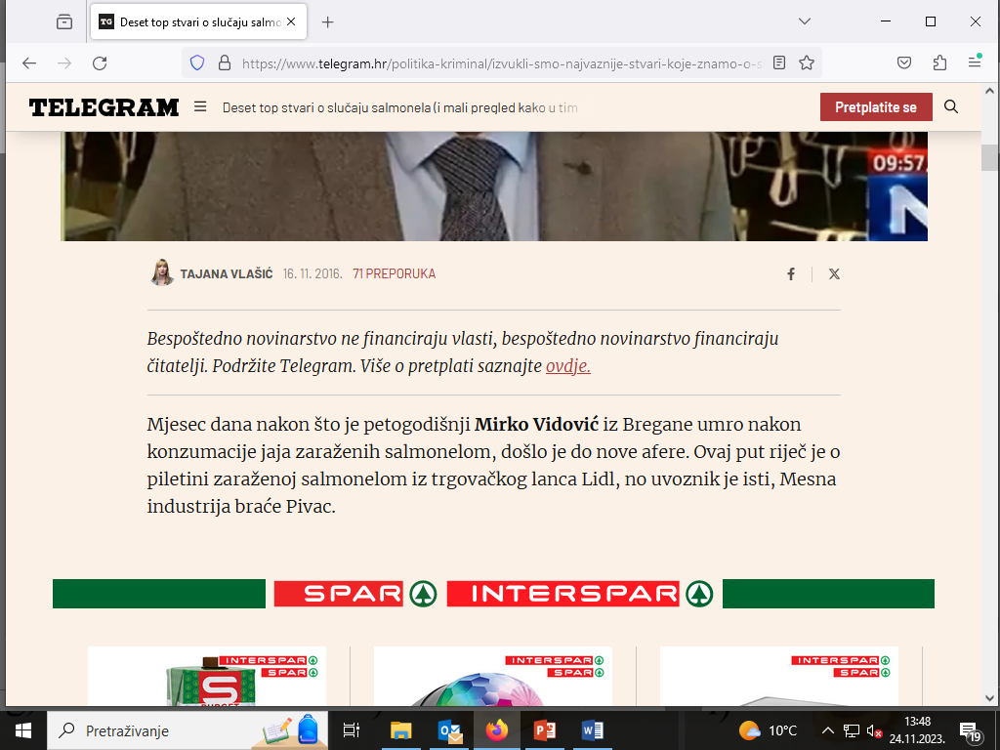 TG Deset top stvari o slučaju salmo
https://www.telegram.hr/politika-kriminal/izvukli-smo-najvaznije-stvari-koje-znamo-o-s
TELEGRAM Deset top stvari o slučaju salmonela (i mali pregled kako u tim Pretplatite se
09:57
N
TAJANA VLAŠIĆ 16. 11. 2016. 71 PREPORUKA
Bespoštedno novinarstvo ne financiraju vlasti, bespoštedno novinarstvo financiraju
čitatelji. Podržite Telegram. Više o pretplati saznajte ovdje.
Mjesec dana nakon što je petogodišnji Mirko Vidović iz Bregane umro nakon
konzumacije jaja zaraženih salmonelom, došlo je do nove afere. Ovaj put riječ je o
piletini zaraženoj salmonelom iz trgovačkog lanca Lidl, no uvoznik je isti, Mesna
industrija braće Pivac.
SPAR INTERSPAR
INTERSPAR INTERSPAR INTERSPAR
SPAR SPAR SPAR
S
BUDGET
Pretraživanje 10°C 13:48
24.11.2023. 19